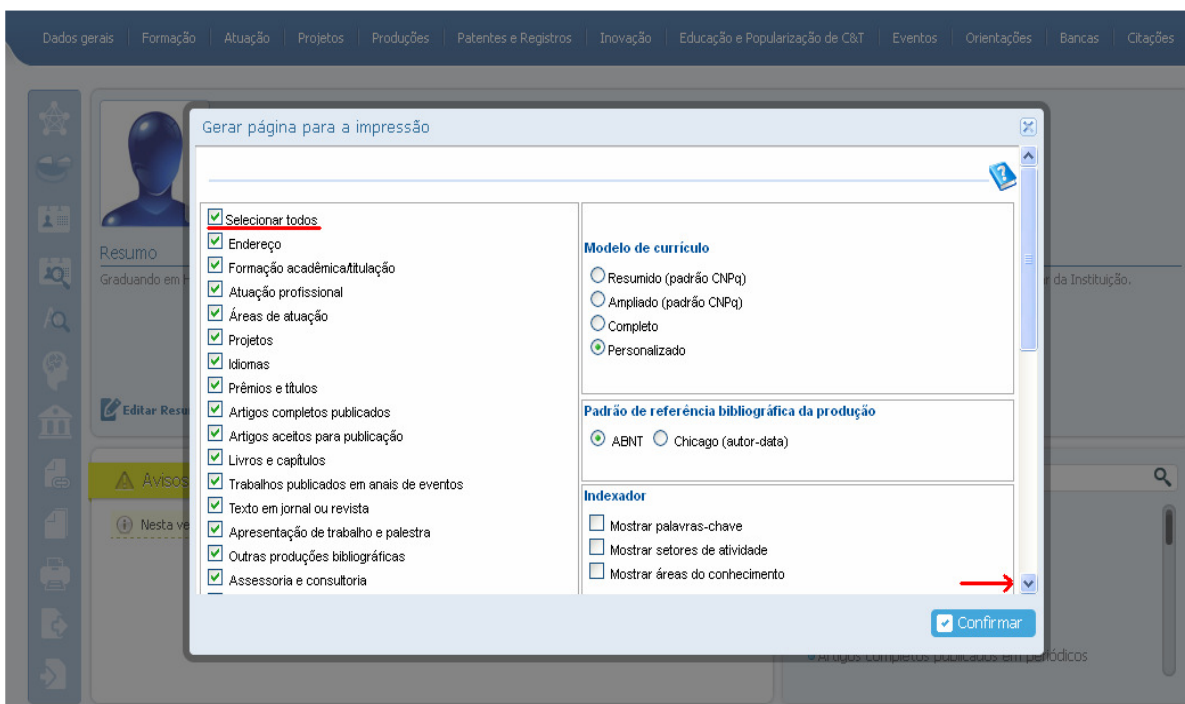 Dados gerais Formação Atuação Projetos Produções Patentes e Registros Inovação Educação e Popularização de C&T Eventos Orientações Bancas Citações
Gerar página para a impressão
Resumo
Graduando em H
r da Instituição.
Editar Resu
Avisos
Nesta ve
Selecionar todos
Endereço
Formação acadêmica/titulação
Atuação profissional
Áreas de atuação
Projetos
Idiomas
Prêmios e títulos
Artigos completos publicados
Artigos aceitos para publicação
Livros e capítulos
Trabalhos publicados em anais de eventos
Texto em jornal ou revista
Apresentação de trabalho e palestra
Outras produções bibliográficas
Assessoria e consultoria
Modelo de currículo
Resumido (padrão CNPq)
Ampliado (padrão CNPq)
Completo
Personalizado
Padrão de referência bibliográfica da produção
ABNT Chicago (autor-data)
Indexador
Mostrar palavras-chave
Mostrar setores de atividade
Mostrar áreas do conhecimento
Confirmar
Artigos completos publicados em periódicos